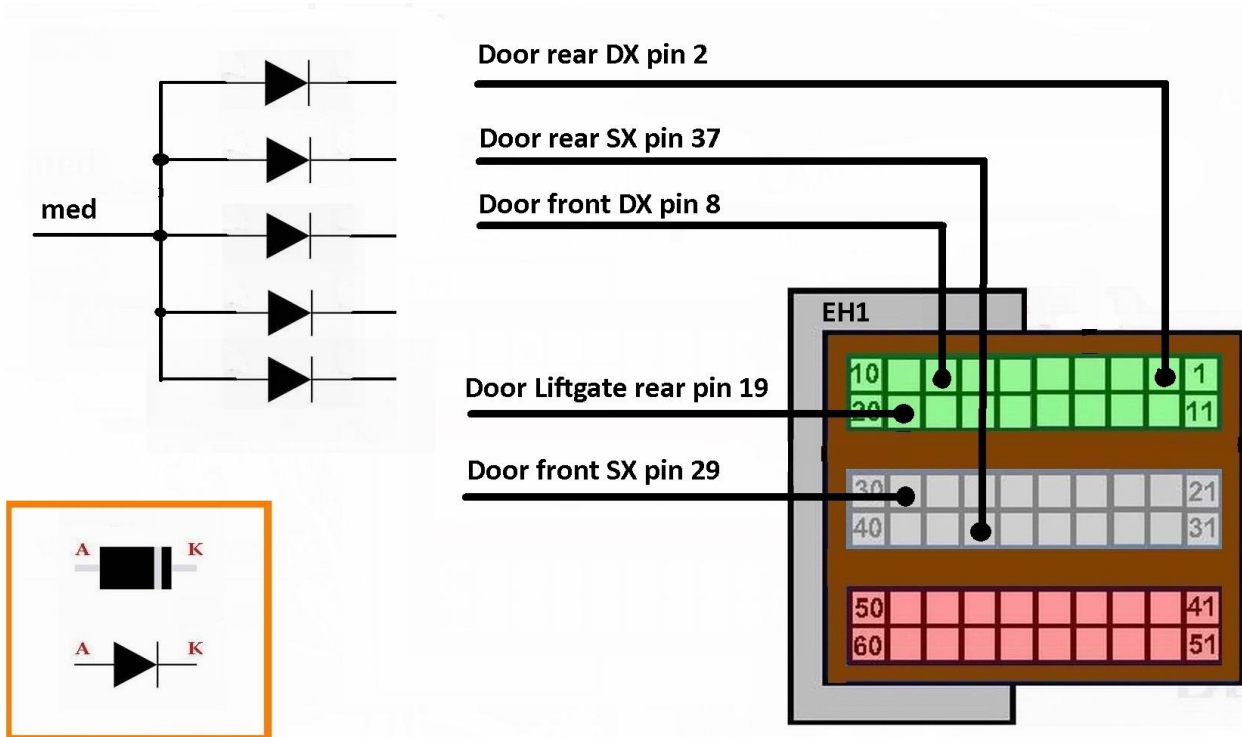 Door rear DX pin 2
Door rear SX pin 37
med
Door front DX pin 8
EH1
10 1
Door Liftgate rear pin 19
20 11
Door front SX pin 29
30 21
40 31
A K
50 41
60 51
A K